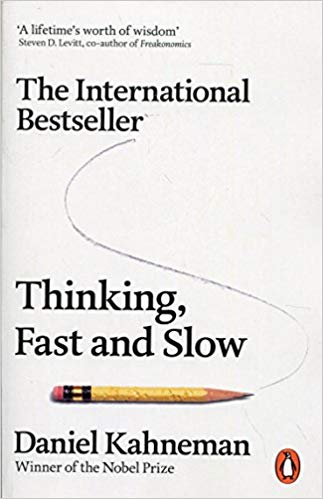 ‘A lifetime’s worth of wisdom’
Steven D. Levitt, co-author of Freakonomics
The International
Bestseller
Thinking,
Fast and Slow
Daniel Kahneman
Winner of the Nobel Prize